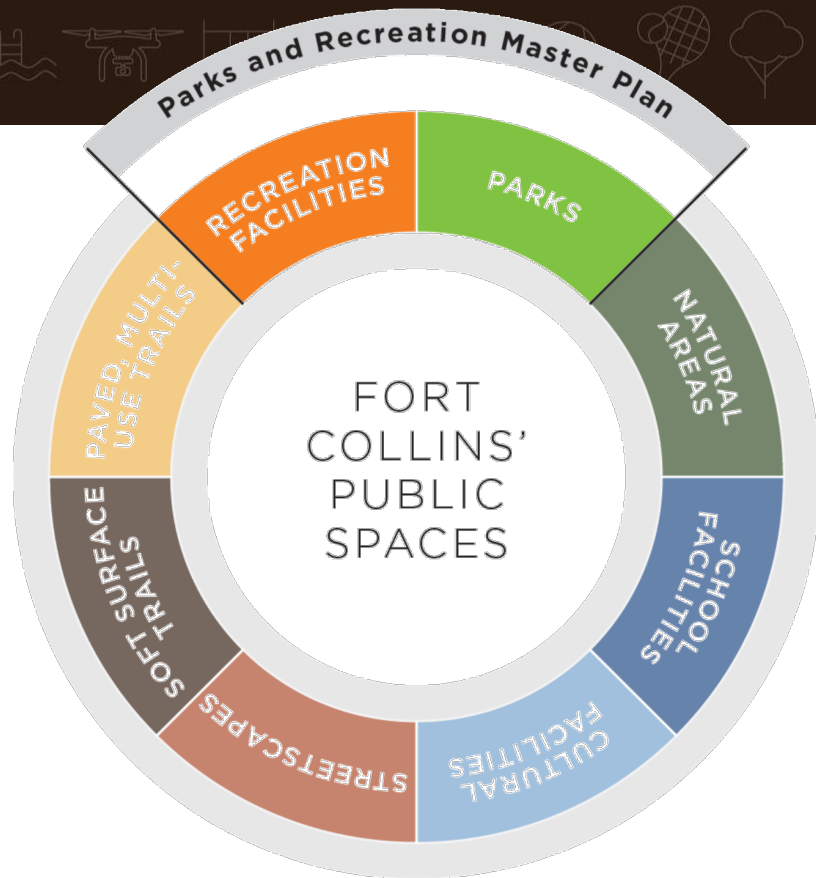 Parks and Recreation Master Plan
RECREATION
FACILITIES
PARKS
NATURAL
AREAS
SCHOOL
FACILITIES
CULTURAL
FACILITIES
STREETSCAPES
SOFT SURFACE
TRAILS
PAVED, MULTI-
USE TRAILS
FORT
COLLINS’
PUBLIC
SPACES